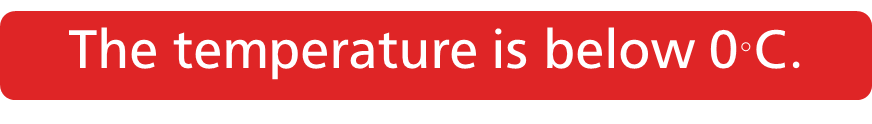 The temperature is below 0◦C.